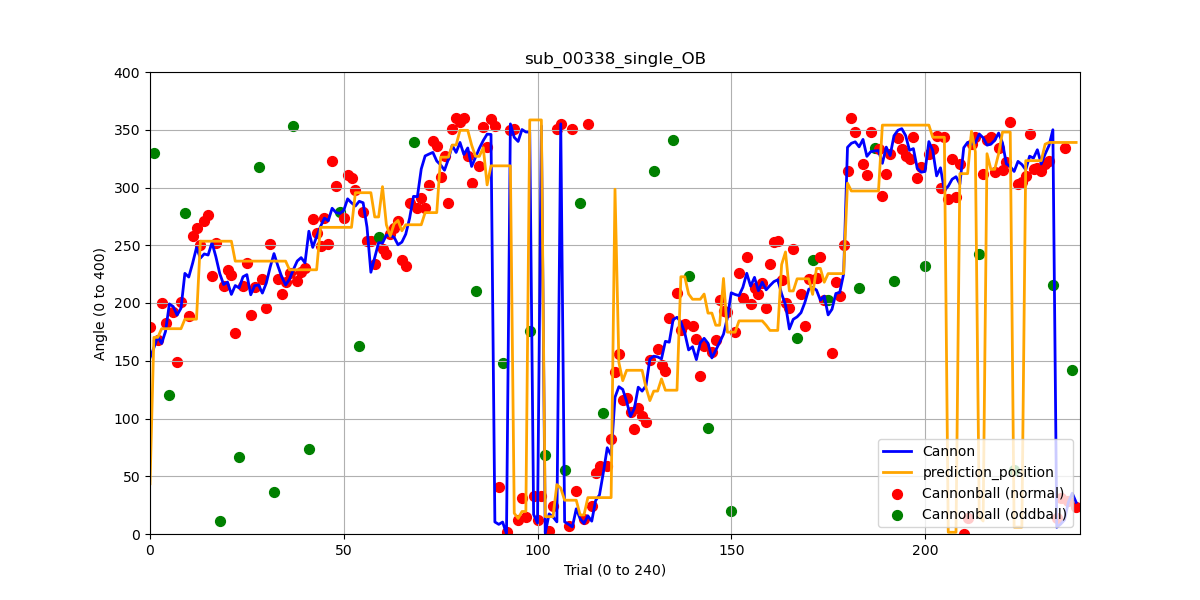 sub_00338_single_OB
400
350
300
250
200
150
100
50
0
Angle (0 to 400)
0 50 100 150 200
Trial (0 to 240)
Cannon
prediction_position
Cannonball (normal)
Cannonball (oddball)